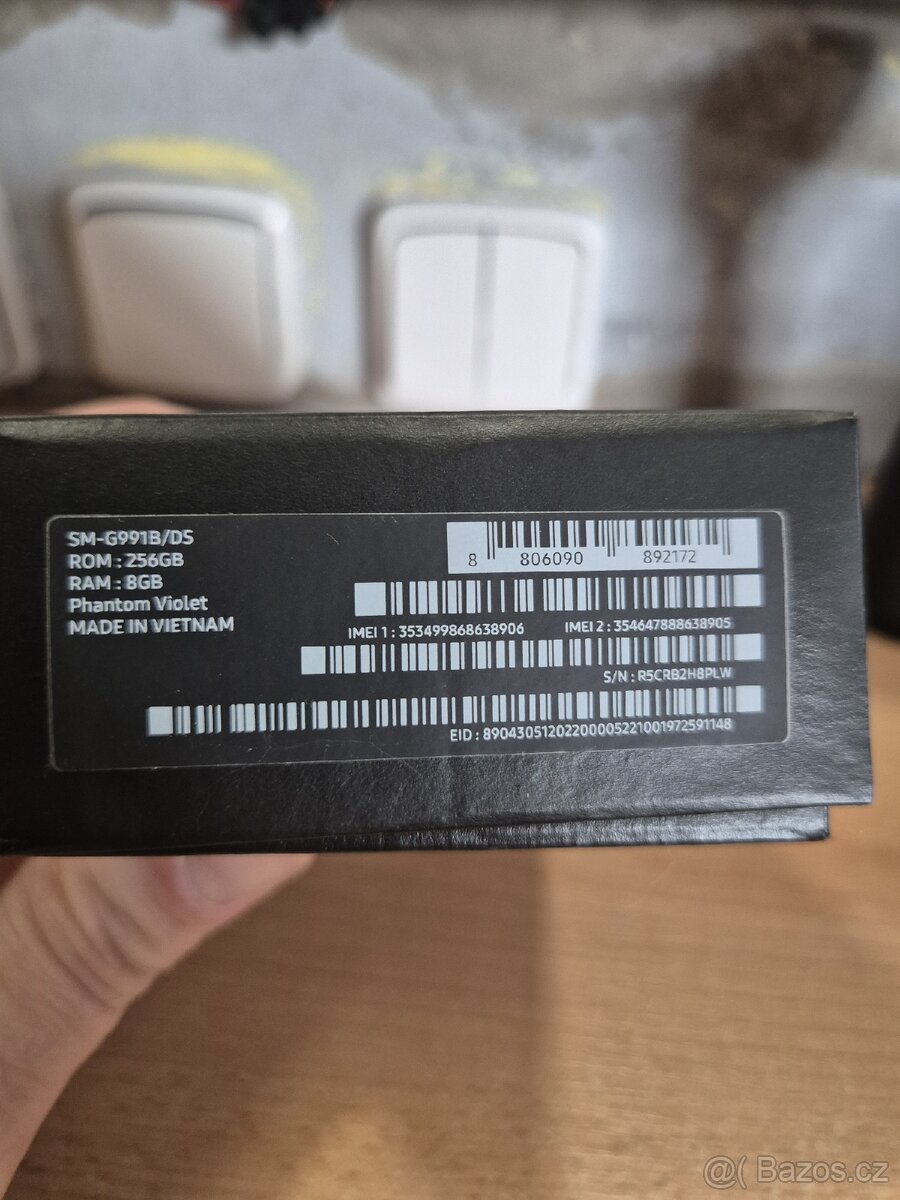 SM-G991B/DS
ROM : 256GB
RAM : 8GB
Phantom Violet
MADE IN VIETNAM
8 806090 892172
IMEI 1 : 353499868638906 IMEI 2 : 354647888638905
S/N : R5CRB2H8PLW
EID : 89043051202200005221001972591148
@( Bazos.cz